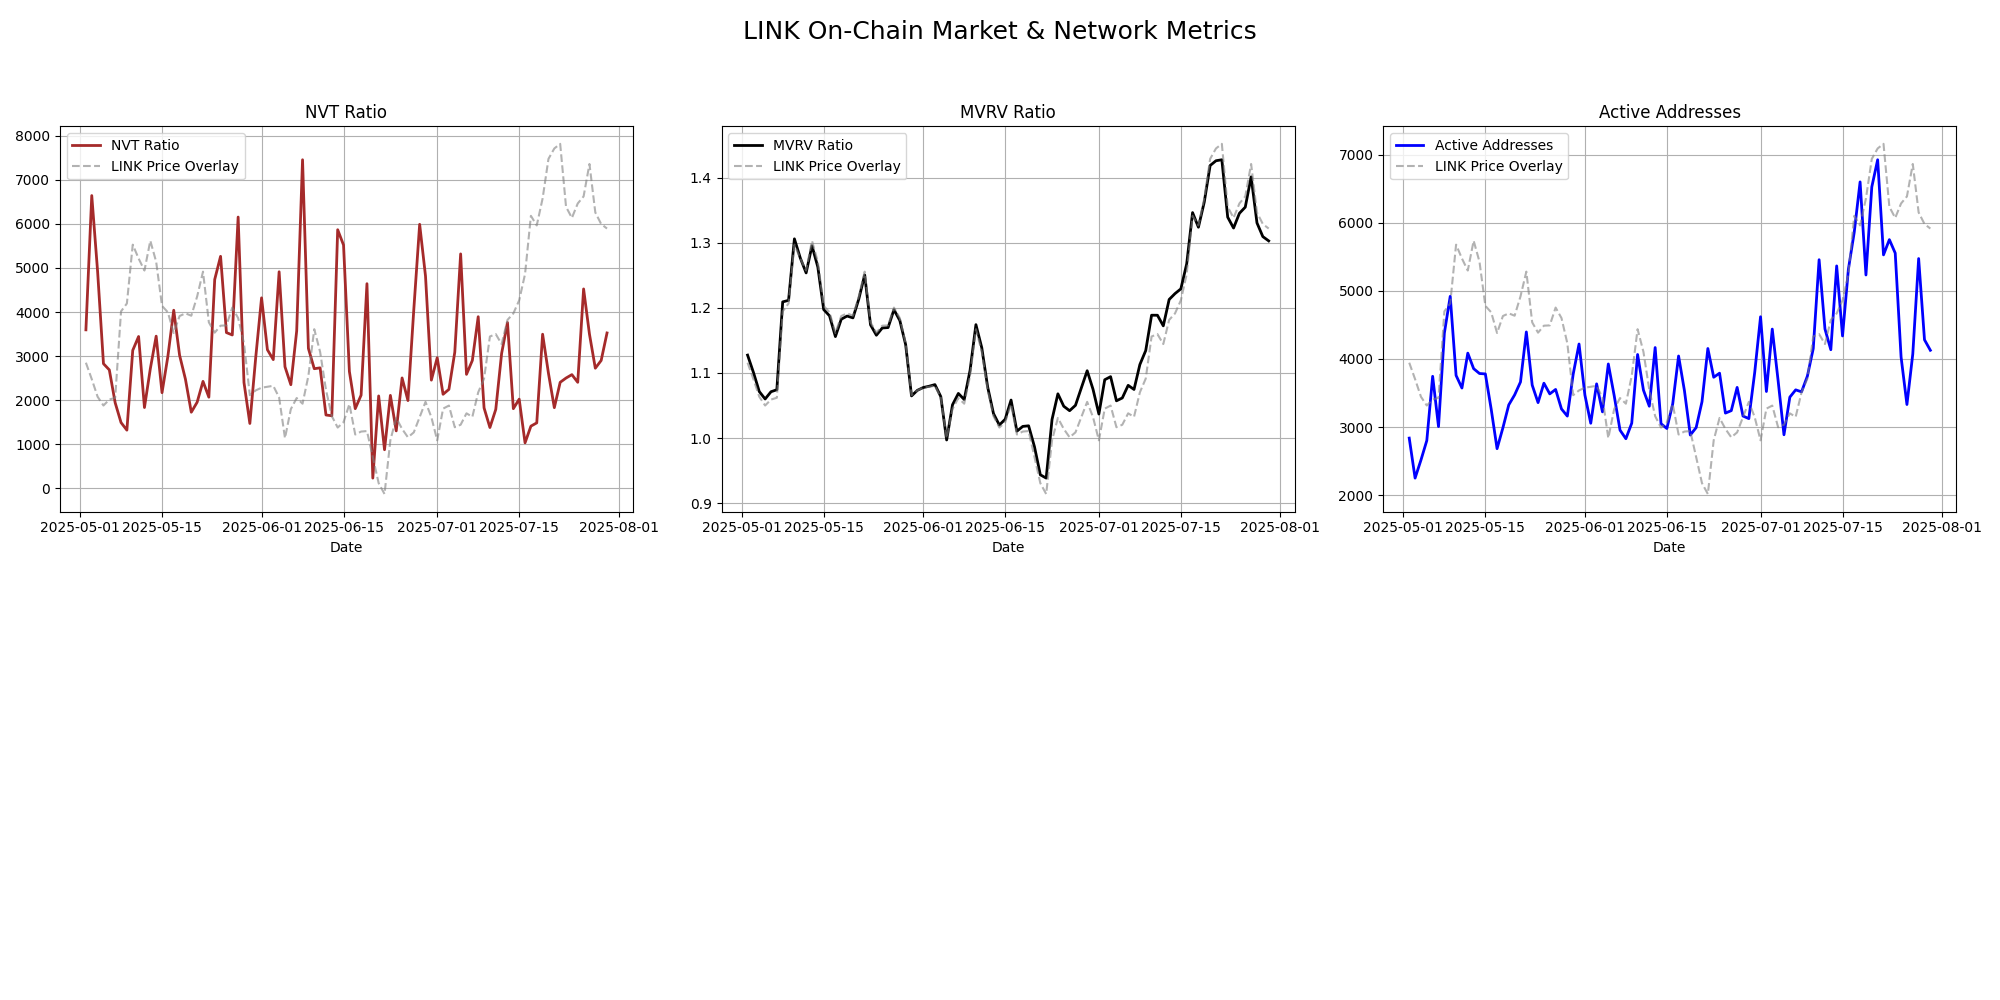 LINK On-Chain Market & Network Metrics
NVT Ratio
NVT Ratio
LINK Price Overlay
8000
7000
6000
5000
4000
3000
2000
1000
0
2025-05-01 2025-05-15 2025-06-01 2025-06-15 2025-07-01 2025-07-15 2025-08-01
Date
MVRV Ratio
MVRV Ratio
LINK Price Overlay
1.4
1.3
1.2
1.1
1.0
0.9
2025-05-01 2025-05-15 2025-06-01 2025-06-15 2025-07-01 2025-07-15 2025-08-01
Date
Active Addresses
Active Addresses
LINK Price Overlay
7000
6000
5000
4000
3000
2000
2025-05-01 2025-05-15 2025-06-01 2025-06-15 2025-07-01 2025-07-15 2025-08-01
Date